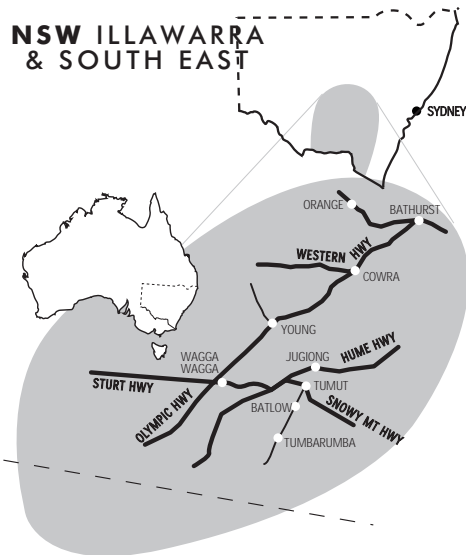 NSW ILLAWARRA
& SOUTH EAST
SYDNEY
ORANGE
BATHURST
WESTERN HWY
COWRA
YOUNG
JUGIONG
HUME HWY
WAGGA
WAGGA
STURT HWY
TUMUT
OLYMPIC HWY
BATLOW
SNOWY MT HWY
TUMBARUMBA